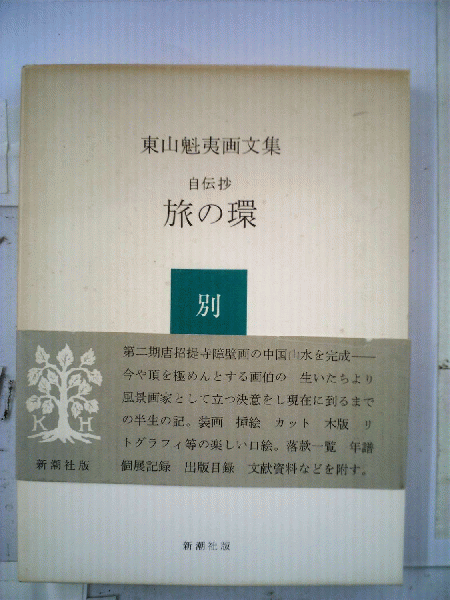 東山魁夷画文集
自伝抄
旅の環
別
第二期唐招提寺障壁画の中国山水を完成――
今や頂を極めんとする画伯の 生いたちより
風景画家として立つ決意をし現在に到るまで
の半生の記。装画 挿絵 カット 木版 リ
トグラフィ等の楽しい口絵。落款一覧 年譜
個展記録 出版目録 文献資料などを附す。
K H
新潮社版
新潮社版